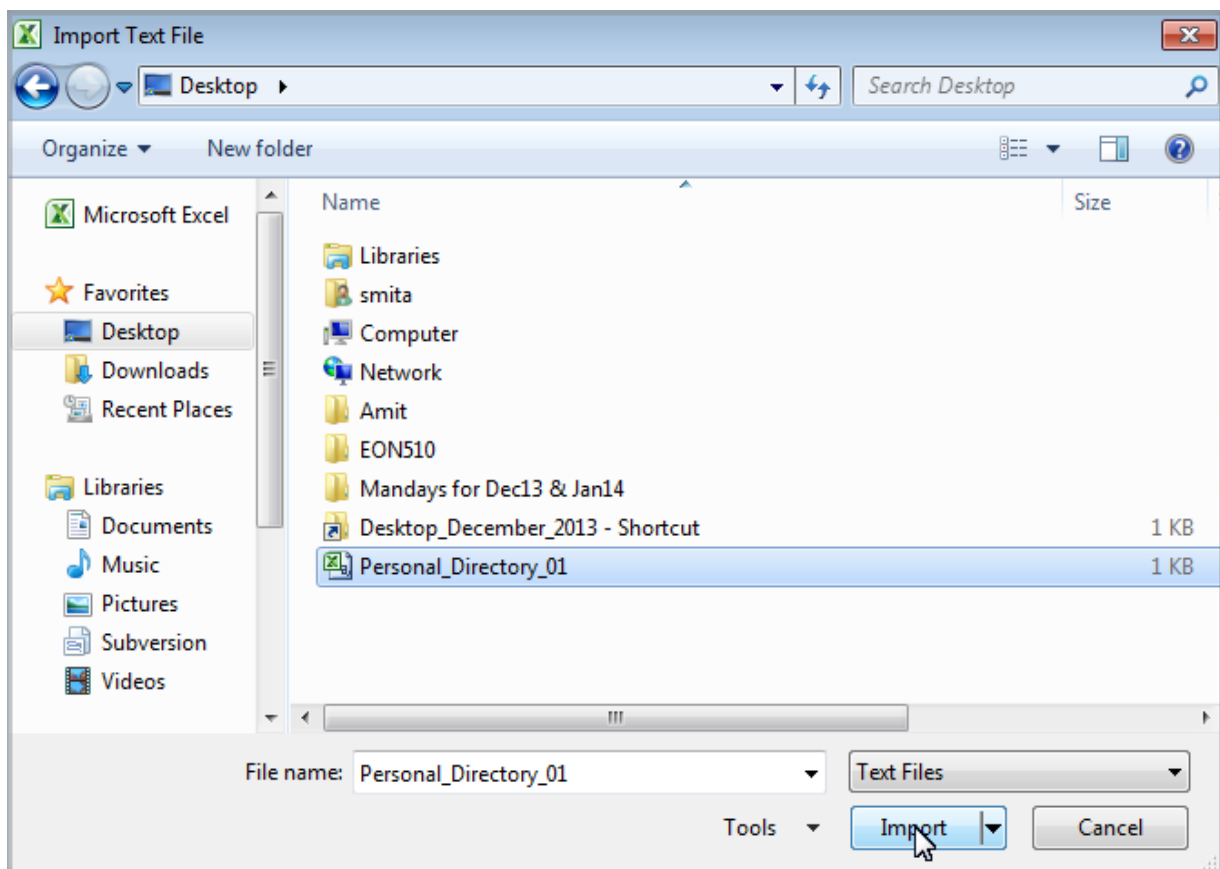 Import Text File
Desktop
Search Desktop
Organize
New folder
Microsoft Excel
Favorites
Desktop
Downloads
Recent Places
Libraries
Documents
Music
Pictures
Subversion
Videos
Name Size
Libraries
smita
Computer
Network
Amit
EON510
Mandays for Dec13 & Jan14
Desktop_December_2013 - Shortcut 1 KB
Personal_Directory_01 1 KB
File name: Personal_Directory_01 Text Files
Tools Import Cancel